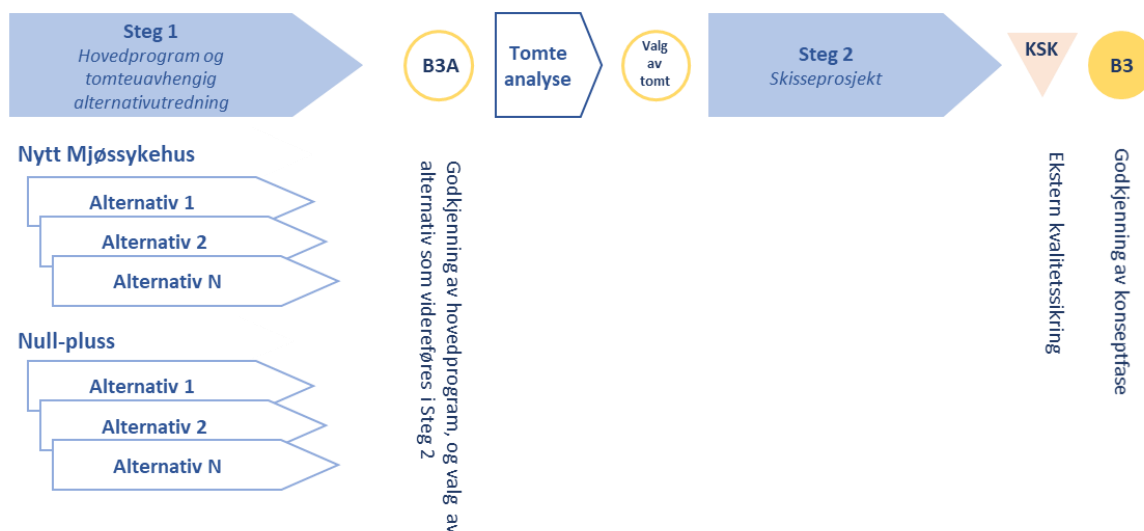 Steg 1
Hovedprogram og
tomteuavhengig
alternativutredning
B3A
Tomte
analyse
Valg
av
tomt
Steg 2
Skisseprosjekt
KSK
B3
Nytt Mjøssykehus
Alternativ 1
Alternativ 2
Alternativ N
Null-pluss
Alternativ 1
Alternativ 2
Alternativ N
Godkjenning av hovedprogram, og valg av
alternativ som videreføres i Steg 2
Ekstern kvalitetssikring
Godkjenning av konseptfase